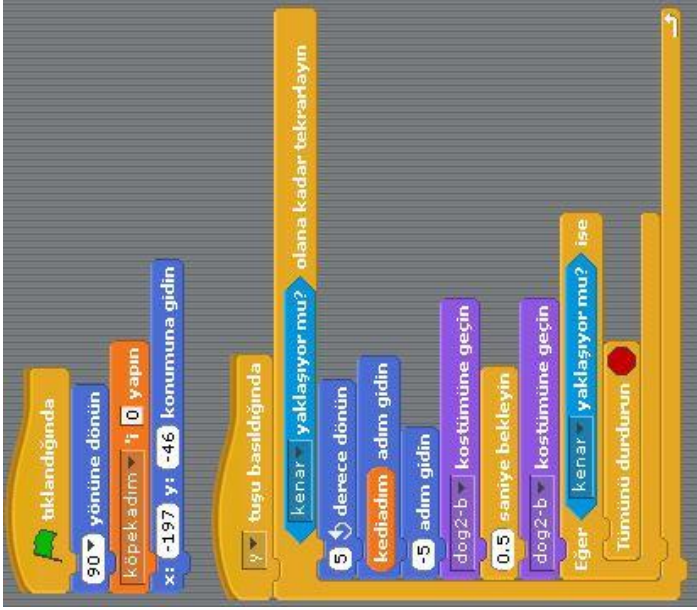 tıklandığında
90 yönüne dönün
köpekadım 'i 0 yapın
x: -197 y: -46 konumuna gidin
y tuşu basıldığında
kenar yaklaşıyor mu? olana kadar tekrarlayın
5 derece dönün
kediadım adım gidin
-5 adım gidin
dog2-b kostümüne geçin
0.5 saniye bekleyin
dog2-b kostümüne geçin
Eğer kenar yaklaşıyor mu? ise
Tümünü durdurun